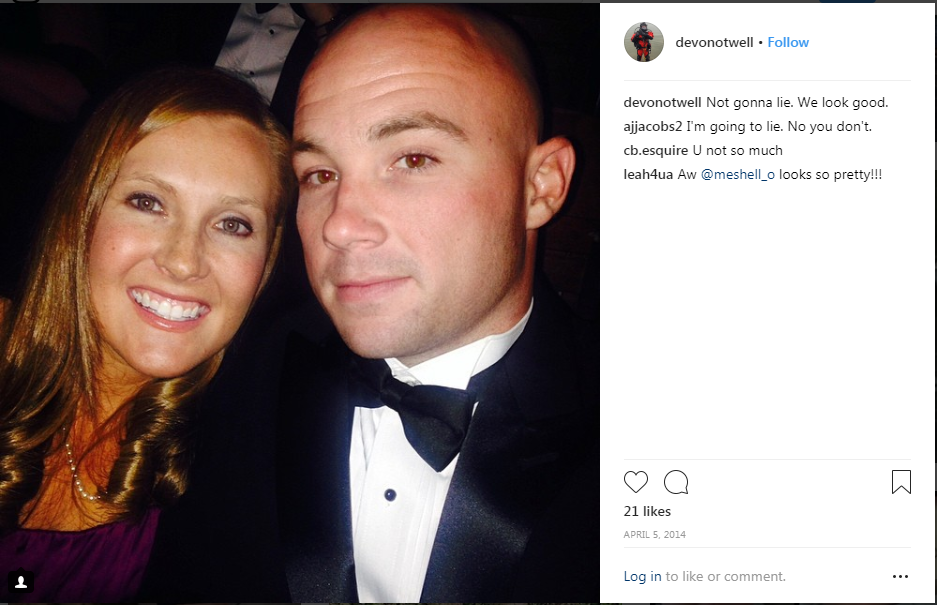 devonotwell • Follow
devonotwell Not gonna lie. We look good.
ajjacobs2 I'm going to lie. No you don't.
cb.esquire U not so much
leah4ua Aw @meshell_o looks so pretty!!!
21 likes
APRIL 5, 2014
Log in to like or comment.